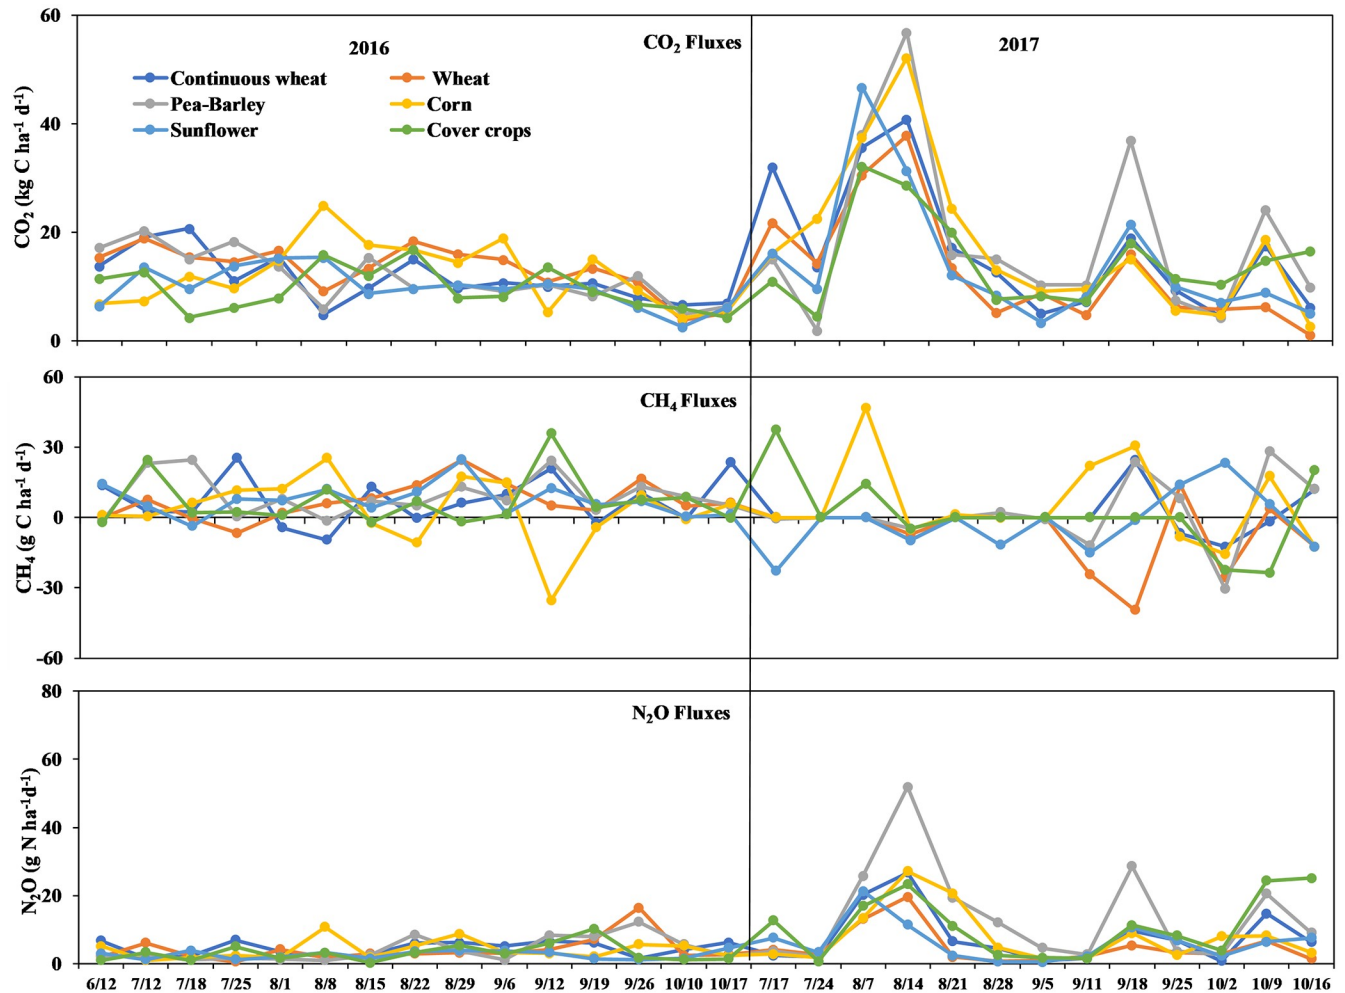 CO₂ Fluxes
2016
2017
Continuous wheat
Wheat
Pea-Barley
Corn
Sunflower
Cover crops
CO₂ (kg C ha⁻¹ d⁻¹)
60
40
20
0
CH₄ Fluxes
CH₄ (g C ha⁻¹ d⁻¹)
60
30
0
-30
-60
N₂O Fluxes
N₂O (g N ha⁻¹d⁻¹)
80
60
40
20
0
6/12 7/12 7/18 7/25 8/1 8/8 8/15 8/22 8/29 9/6 9/12 9/19 9/26 10/10 10/17 7/17 7/24 8/7 8/14 8/21 8/28 9/5 9/11 9/18 9/25 10/2 10/9 10/16